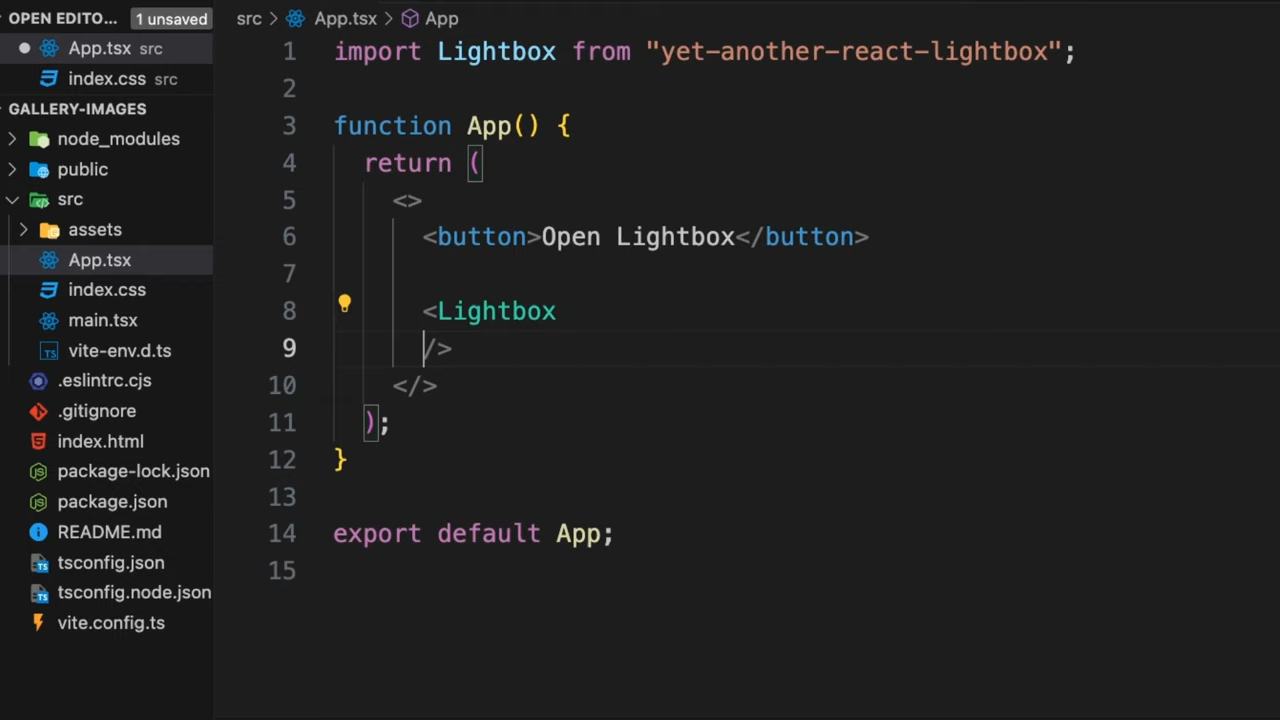 OPEN EDITO... 1 unsaved
App.tsx src
index.css src
GALLERY-IMAGES
node_modules
public
src
assets
App.tsx
index.css
main.tsx
TS vite-env.d.ts
.eslintrc.cjs
.gitignore
index.html
package-lock.json
package.json
README.md
TS tsconfig.json
TS tsconfig.node.json
vite.config.ts
src > App.tsx > App
1 import Lightbox from "yet-another-react-lightbox";
2
3 function App() {
4 return (
5 <>
6 <button>Open Lightbox</button>
7
8 <Lightbox
9 />
10 </>
11 );
12 }
13
14 export default App;
15